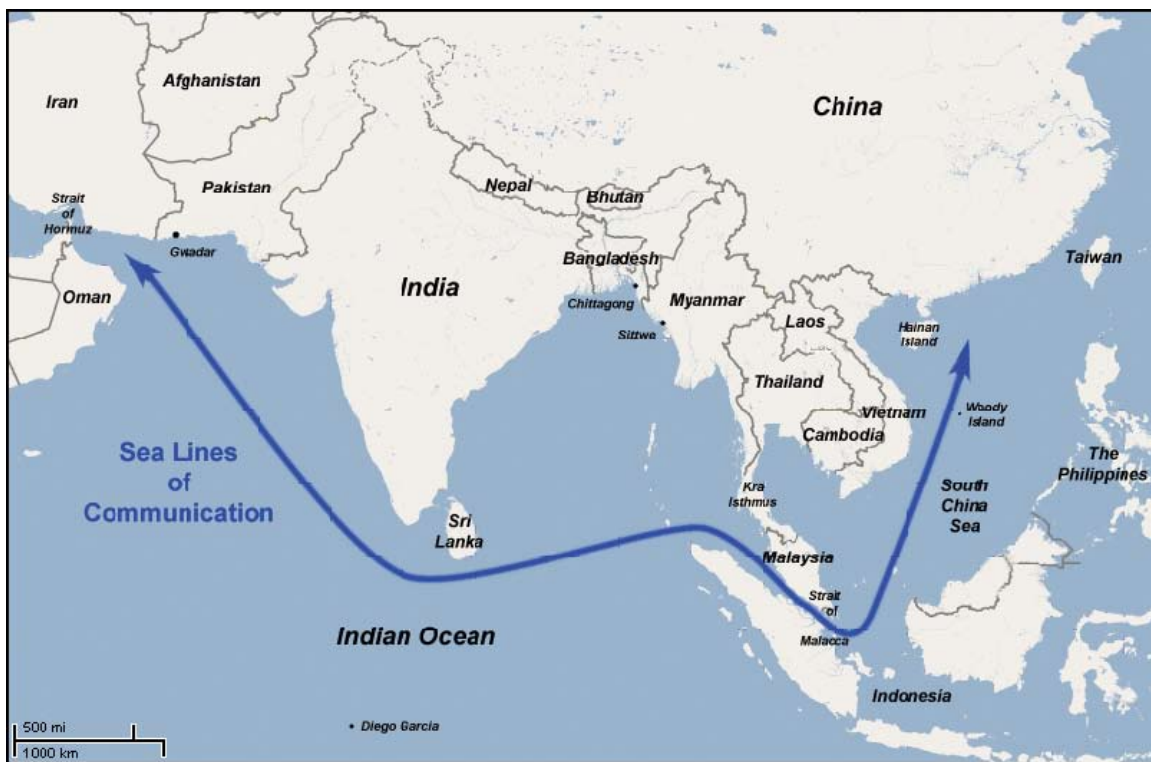 Afghanistan
Iran
China
Pakistan
Nepal
Bhutan
Strait
of
Hormuz
Gwadar
Bangladesh
Taiwan
India
Oman
Chittagong
Myanmar
Laos
Hainan
Island
Sittwe
Thailand
Vietnam
Woody
Island
Cambodia
Sea Lines
of
Communication
The
Philippines
Kra
Isthmus
South
China
Sea
Sri
Lanka
Malaysia
Strait
of
Malacca
Indian Ocean
Indonesia
Diego Garcia
500 mi
1000 km